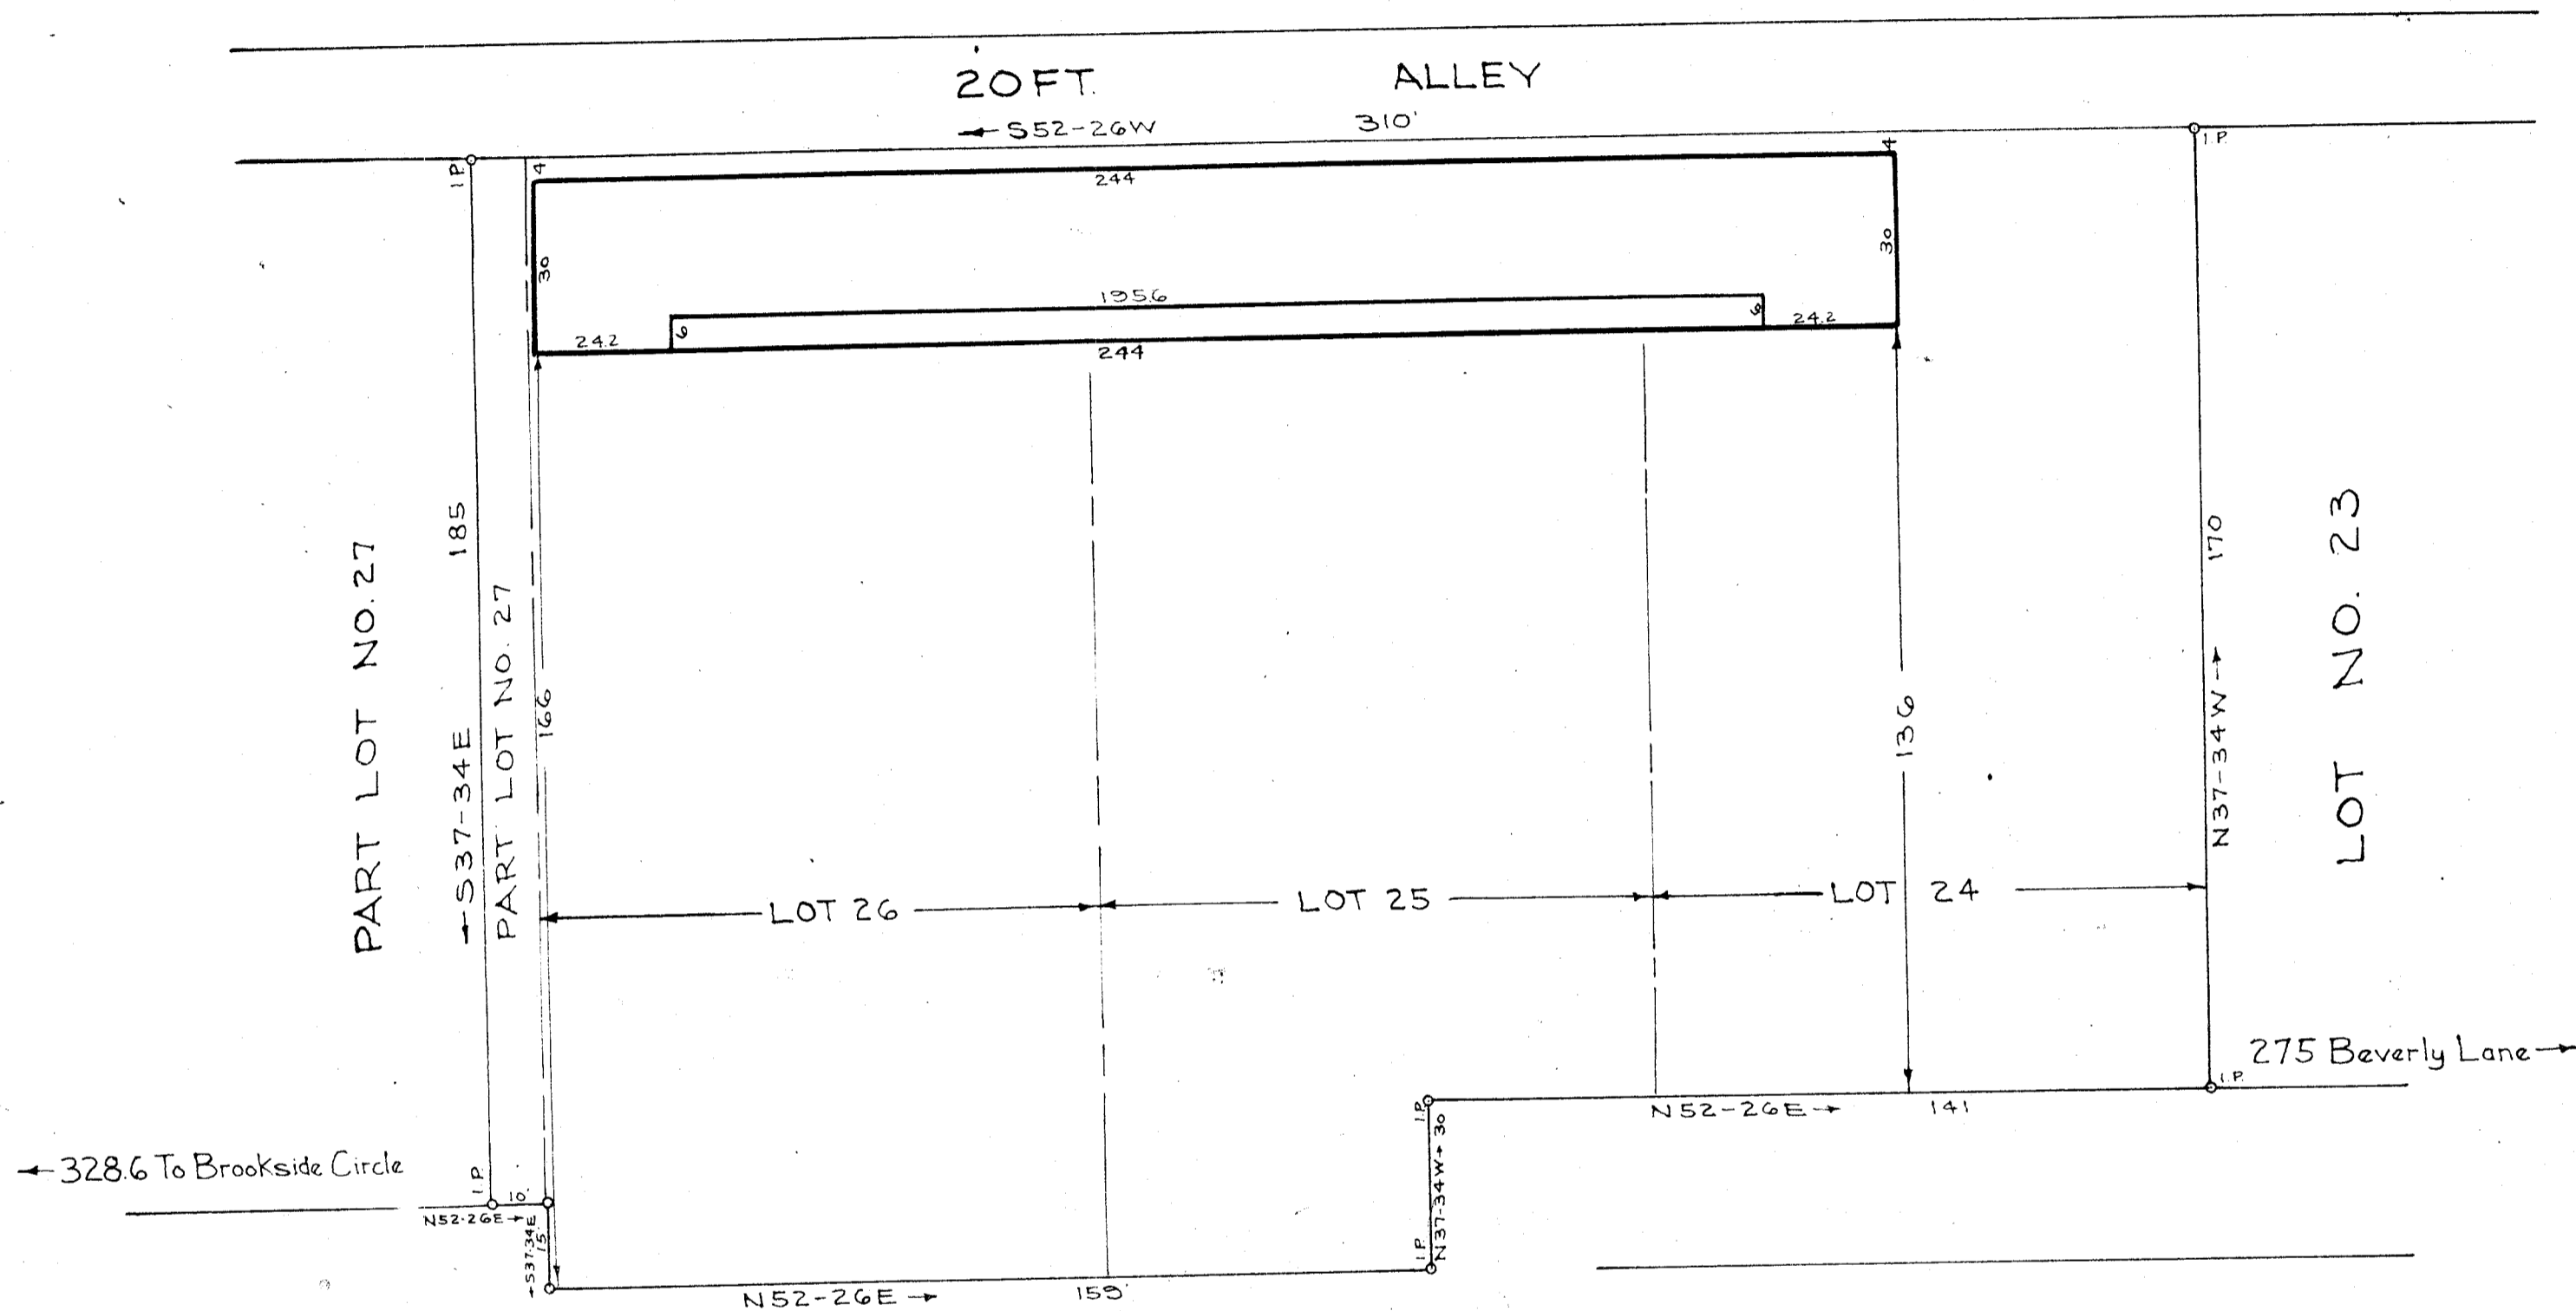 20FT. ALLEY
← S52-26W 310'
I.P.
I.P.
4
4
244
30
30
195.6
6
6
24.2
24.2
244
PART LOT NO. 27
185
← S37-34E
PART LOT NO. 27
166
136
170
N37-34W →
LOT NO. 23
LOT 26
LOT 25
LOT 24
275 Beverly Lane →
I.P.
I.P.
N52-26E → 141
N37-34W → 30
← 328.6 To Brookside Circle
I.P.
10'
N52-26E →
← S37-34E
15'
I.P.
N52-26E → 159'